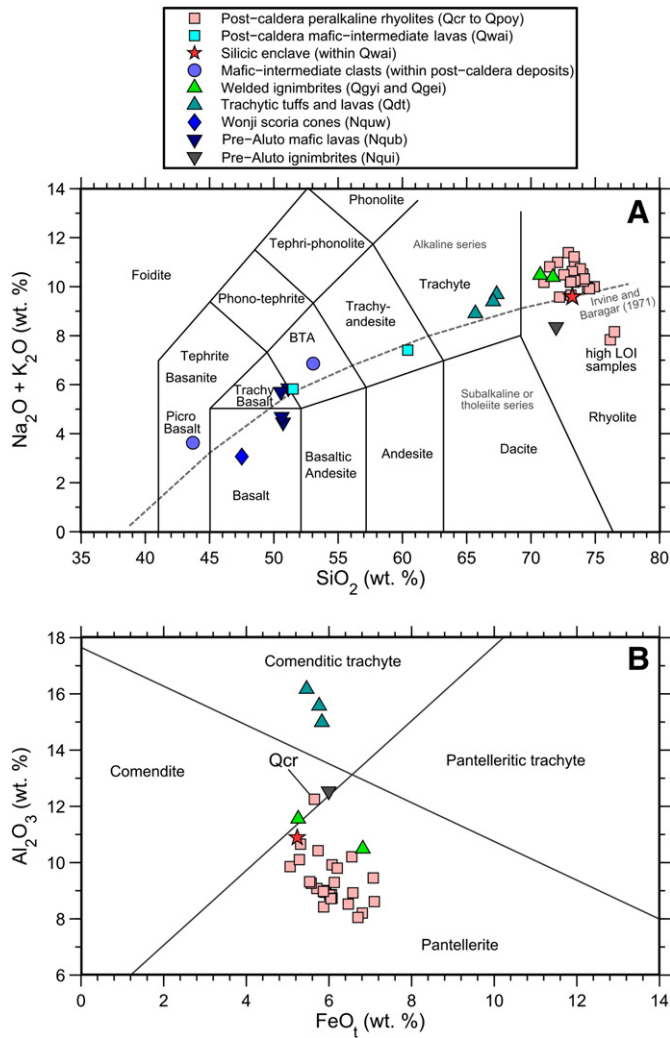 Post-caldera peralkaline rhyolites (Qcr to Qpoy)
Post-caldera mafic-intermediate lavas (Qwai)
Silicic enclave (within Qwai)
Mafic-intermediate clasts (within post-caldera deposits)
Welded ignimbrites (Qgyi and Qgei)
Trachytic tuffs and lavas (Qdt)
Wonji scoria cones (Nquw)
Pre-Aluto mafic lavas (Nqub)
Pre-Aluto ignimbrites (Nqui)
A
Phonolite
Tephri-phonolite
Alkaline series
Foidite
Trachyte
Phono-tephrite
Trachy-
andesite
Irvine and
Baragar (1971)
BTA
Tephrite
Basanite
high LOI
samples
Trachy
Basalt
Picro
Basalt
Subalkaline or
tholeiite series
Rhyolite
Basaltic
Andesite
Andesite
Dacite
Basalt
Na2O + K2O (wt. %)
14
12
10
8
6
4
2
0
35 40 45 50 55 60 65 70 75 80
SiO2 (wt. %)
B
Comenditic trachyte
Qcr
Comendite
Pantelleritic trachyte
Pantellerite
Al2O3 (wt. %)
18
16
14
12
10
8
6
0 2 4 6 8 10 12 14
FeOt (wt. %)